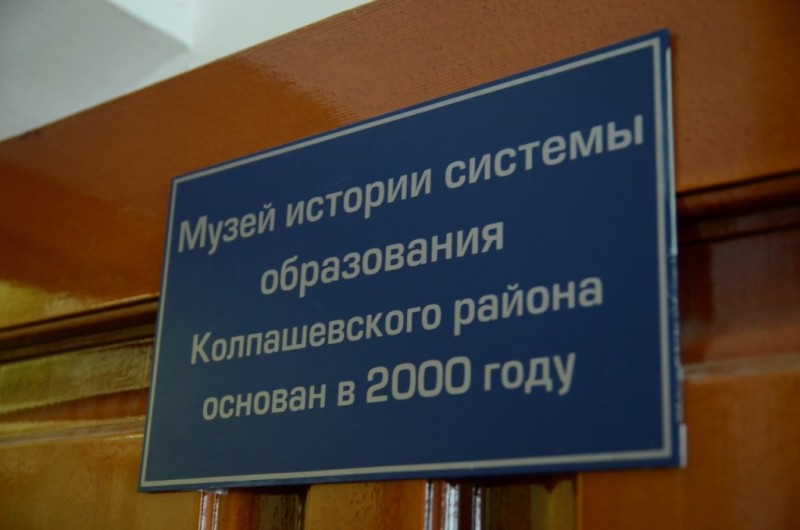 Музей истории системы
образования
Колпашевского района
основан в 2000 году